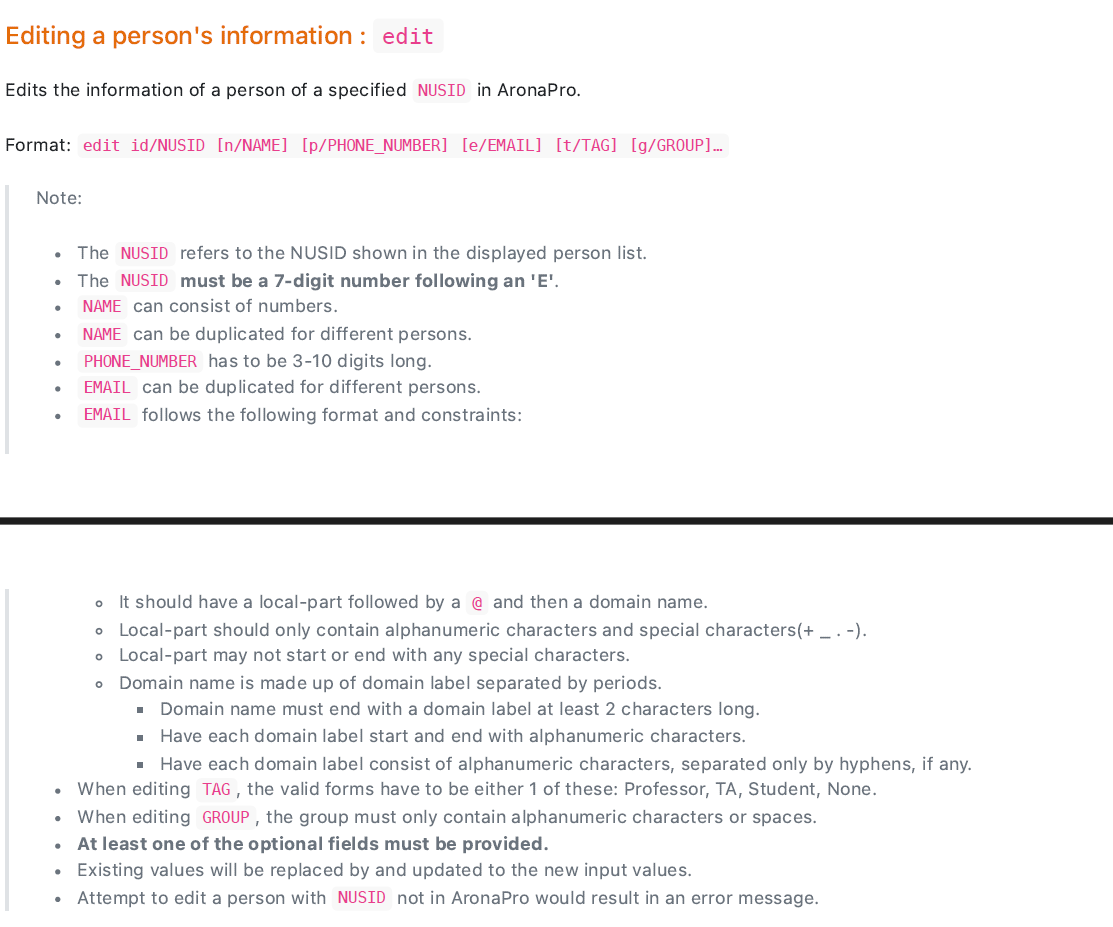 Editing a person's information : edit
Edits the information of a person of a specified NUSID in AronaPro.
Format: edit id/NUSID [n/NAME] [p/PHONE_NUMBER] [e/EMAIL] [t/TAG] [g/GROUP]…
Note:
• The NUSID refers to the NUSID shown in the displayed person list.
• The NUSID must be a 7-digit number following an 'E'.
• NAME can consist of numbers.
• NAME can be duplicated for different persons.
• PHONE_NUMBER has to be 3-10 digits long.
• EMAIL can be duplicated for different persons.
• EMAIL follows the following format and constraints:
◦ It should have a local-part followed by a @ and then a domain name.
◦ Local-part should only contain alphanumeric characters and special characters(+ _ . -).
◦ Local-part may not start or end with any special characters.
◦ Domain name is made up of domain label separated by periods.
▪ Domain name must end with a domain label at least 2 characters long.
▪ Have each domain label start and end with alphanumeric characters.
▪ Have each domain label consist of alphanumeric characters, separated only by hyphens, if any.
• When editing TAG, the valid forms have to be either 1 of these: Professor, TA, Student, None.
• When editing GROUP, the group must only contain alphanumeric characters or spaces.
• At least one of the optional fields must be provided.
• Existing values will be replaced by and updated to the new input values.
• Attempt to edit a person with NUSID not in AronaPro would result in an error message.